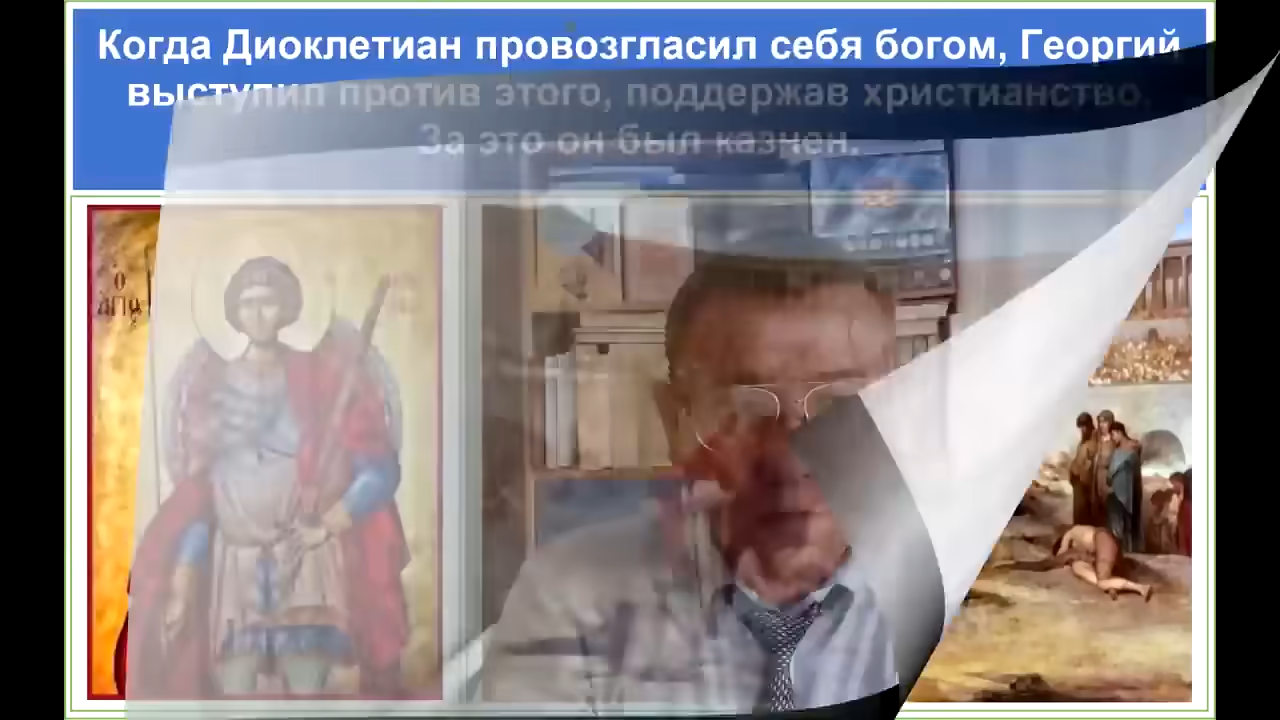 Когда Диоклетиан провозгласил себя богом, Георгий
выступил против этого, поддержав христианство,
За это он был казнен.